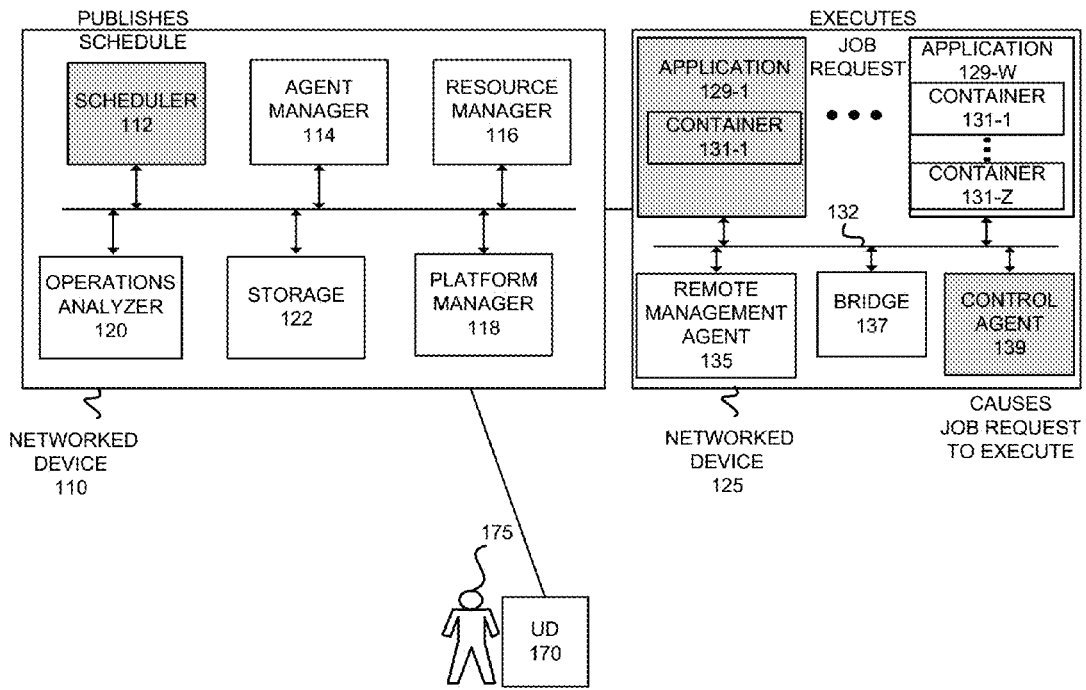 PUBLISHES
SCHEDULE
SCHEDULER
112
AGENT
MANAGER
114
RESOURCE
MANAGER
116
OPERATIONS
ANALYZER
120
STORAGE
122
PLATFORM
MANAGER
118
NETWORKED
DEVICE
110
EXECUTES
JOB
REQUEST
APPLICATION
129-1
CONTAINER
131-1
APPLICATION
129-W
CONTAINER
131-1
CONTAINER
131-Z
132
REMOTE
MANAGEMENT
AGENT
135
BRIDGE
137
CONTROL
AGENT
139
NETWORKED
DEVICE
125
CAUSES
JOB REQUEST
TO EXECUTE
175
UD
170